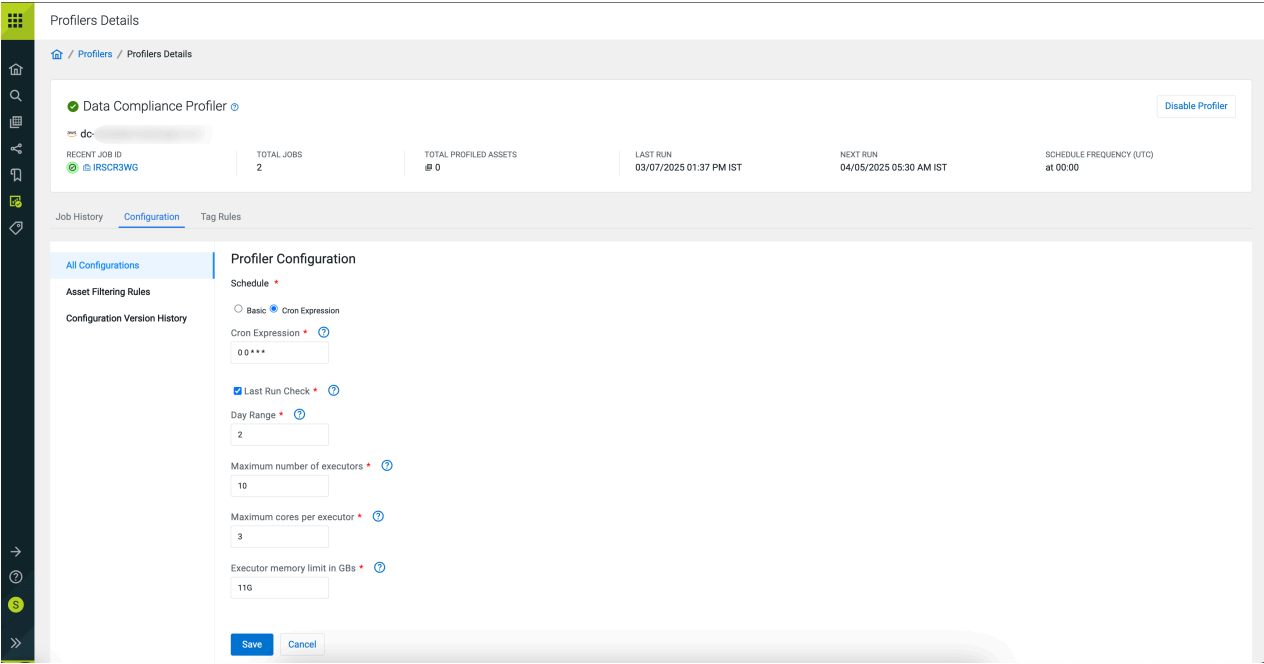 Profilers Details
/ Profilers / Profilers Details
Data Compliance Profiler
Disable Profiler
aws dc-
RECENT JOB ID
IRSCR3WG
TOTAL JOBS
2
TOTAL PROFILED ASSETS
0
LAST RUN
03/07/2025 01:37 PM IST
NEXT RUN
04/05/2025 05:30 AM IST
SCHEDULE FREQUENCY (UTC)
at 00:00
Job History Configuration Tag Rules
All Configurations
Asset Filtering Rules
Configuration Version History
Profiler Configuration
Schedule *
Basic Cron Expression
Cron Expression * ?
0 0 * * *
Last Run Check * ?
Day Range * ?
2
Maximum number of executors * ?
10
Maximum cores per executor * ?
3
Executor memory limit in GBs * ?
11G
Save Cancel
S